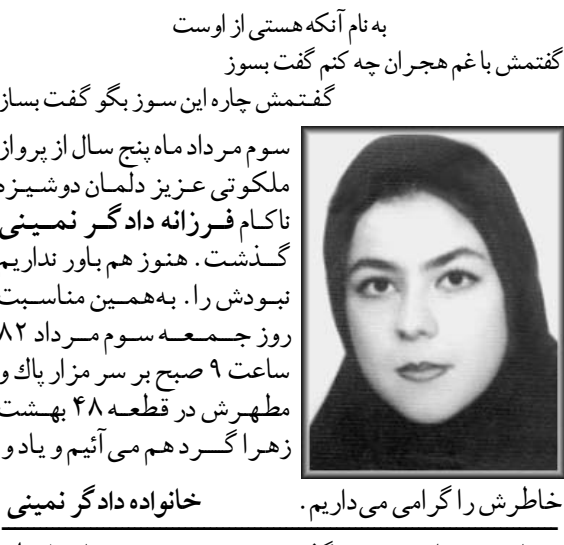 به نام آنکه هستی از اوست
گفتمش با غم هجران چه کنم گفت بسوز
گفتمش چاره این سوز بگو گفت بساز
سوم مرداد ماه پنج سال از پرواز
ملکوتی عزیز دلمان دوشیزه
ناکام فرزانه دادگر نمینی
گذشت. هنوز هم باور نداریم
نبودش را. به‌همین مناسبت
روز جمعه سوم مرداد ۸۲
ساعت ۹ صبح بر سر مزار پاك و
مطهرش در قطعه ۴۸ بهشت
زهرا گرد هم می‌آئیم و یاد و
خاطرش را گرامی می‌داریم. خانواده دادگر نمینی